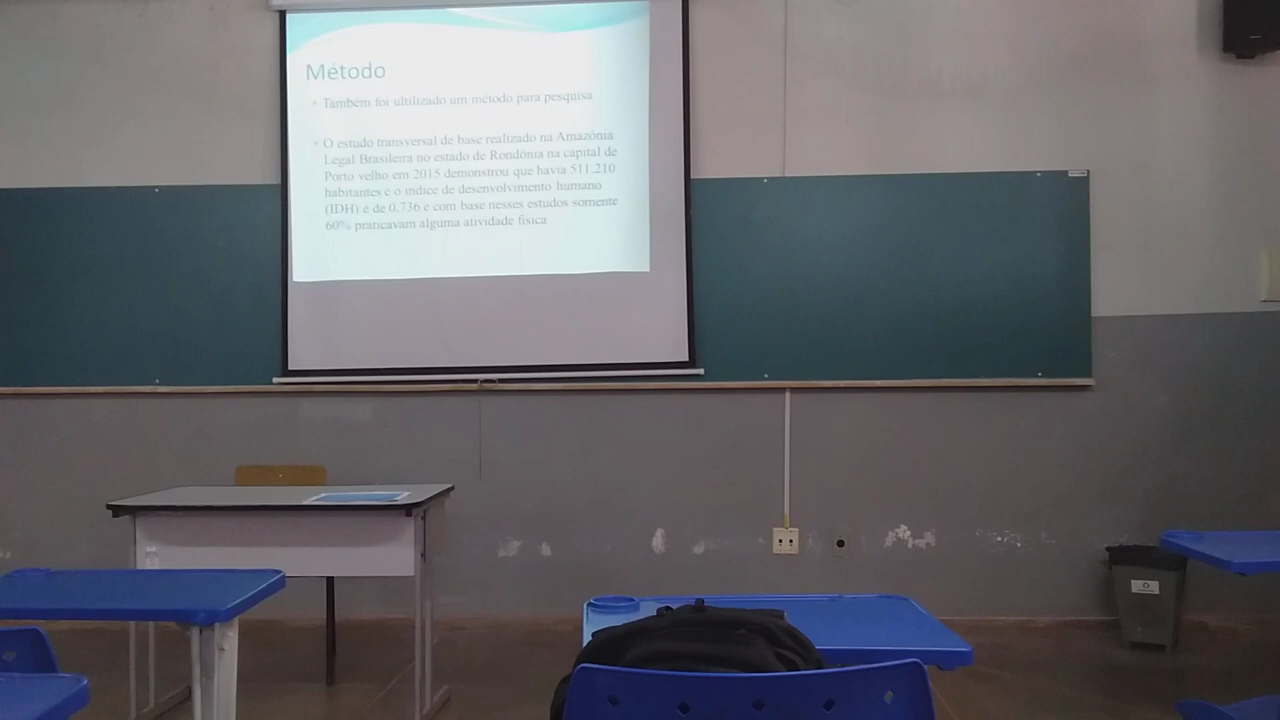 Método
Também foi ultilizado um método para pesquisa
O estudo transversal de base realizado na Amazônia
Legal Brasileira no estado de Rondônia na capital de
Porto velho em 2015 demonstrou que havia 511.210
habitantes e o indice de desenvolvimento humano
(IDH) é de 0,736 e com base nesses estudos somente
60% praticavam alguma atividade fisica